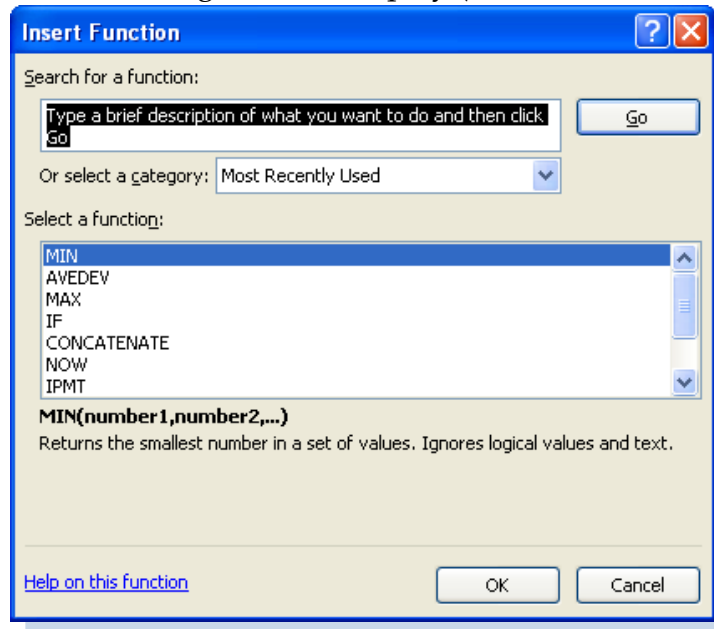 Insert Function
Search for a function:
Type a brief description of what you want to do and then click
Go
Go
Or select a category: Most Recently Used
Select a function:
MIN
AVEDEV
MAX
IF
CONCATENATE
NOW
IPMT
MIN(number1,number2,...)
Returns the smallest number in a set of values. Ignores logical values and text.
Help on this function
OK Cancel